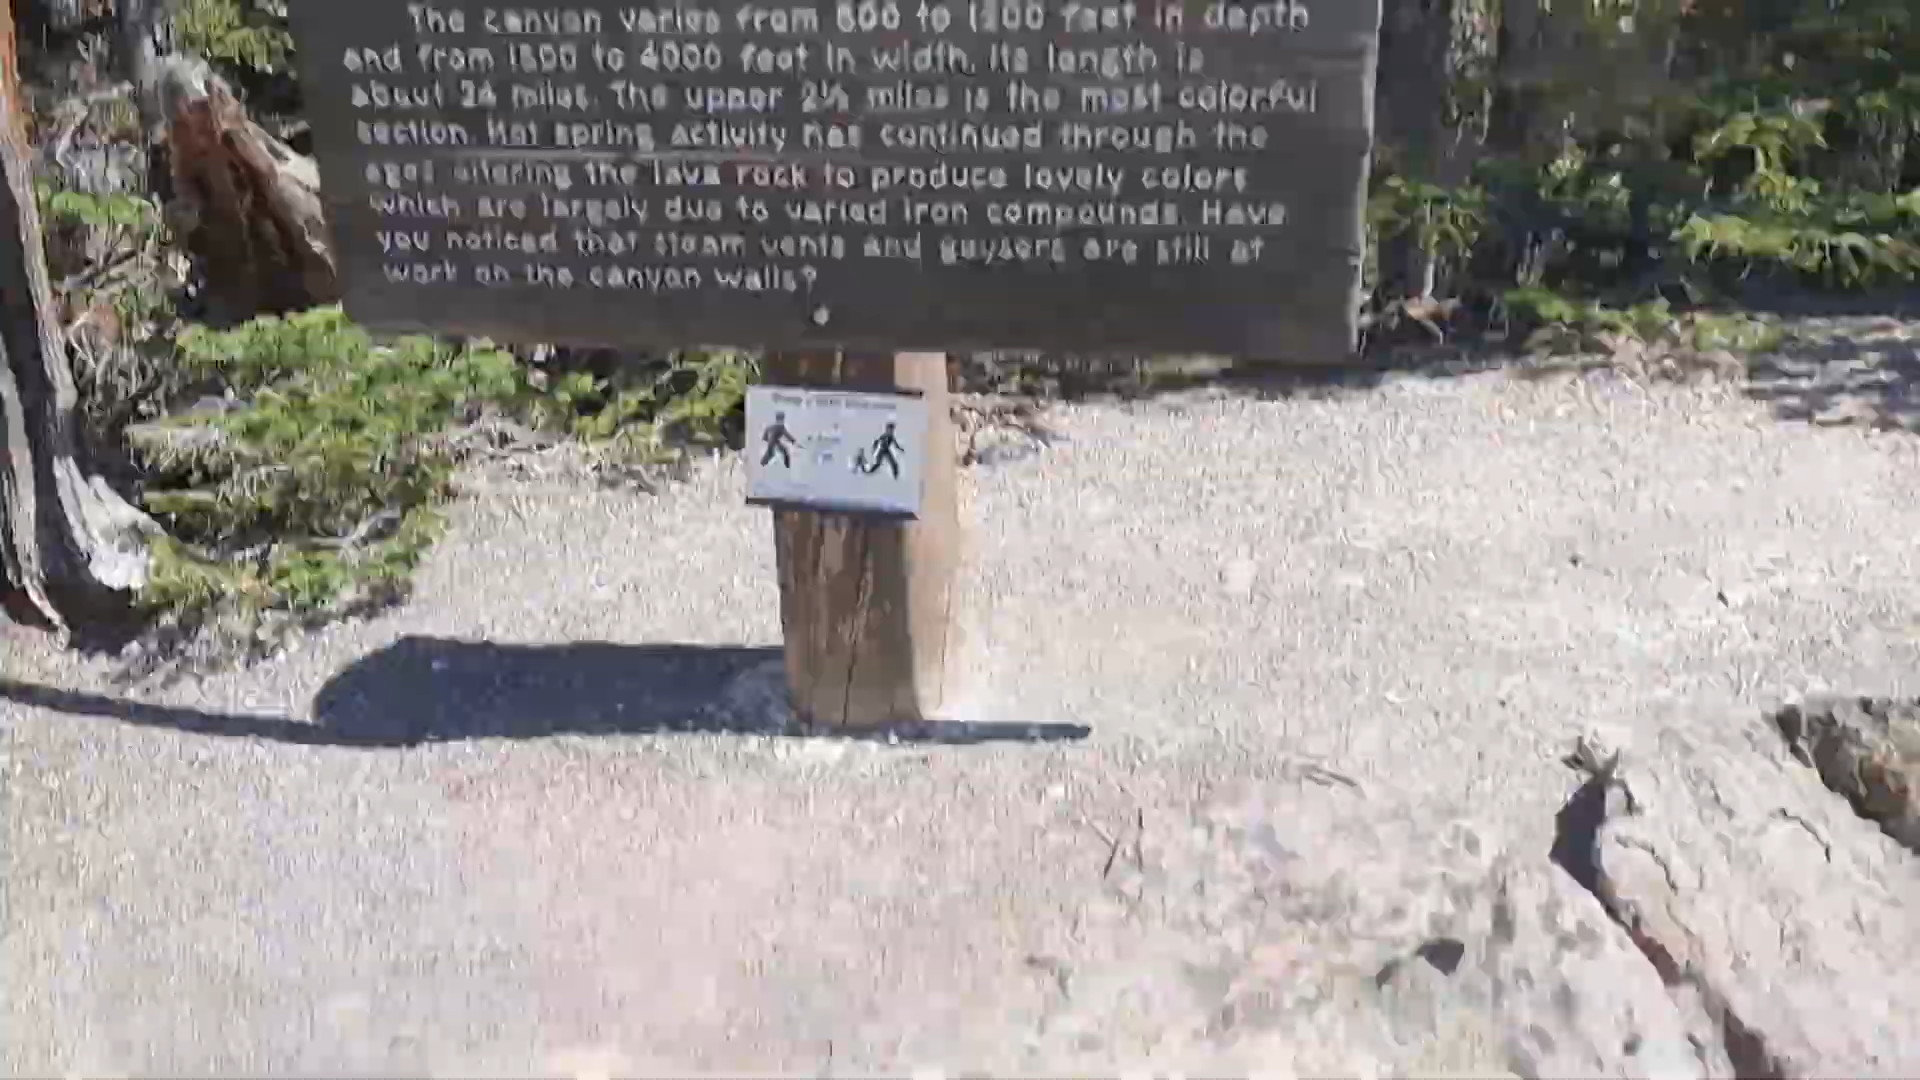 The canyon varies from 800 to 1200 feet in depth
and from 1500 to 4000 feet in width. Its length is
about 24 miles. The upper 2½ miles is the most colorful
section. Hot spring activity has continued through the
ages altering the lava rock to produce lovely colors
which are largely due to varied iron compounds. Have
you noticed that steam vents and geysers are still at
work on the canyon walls?